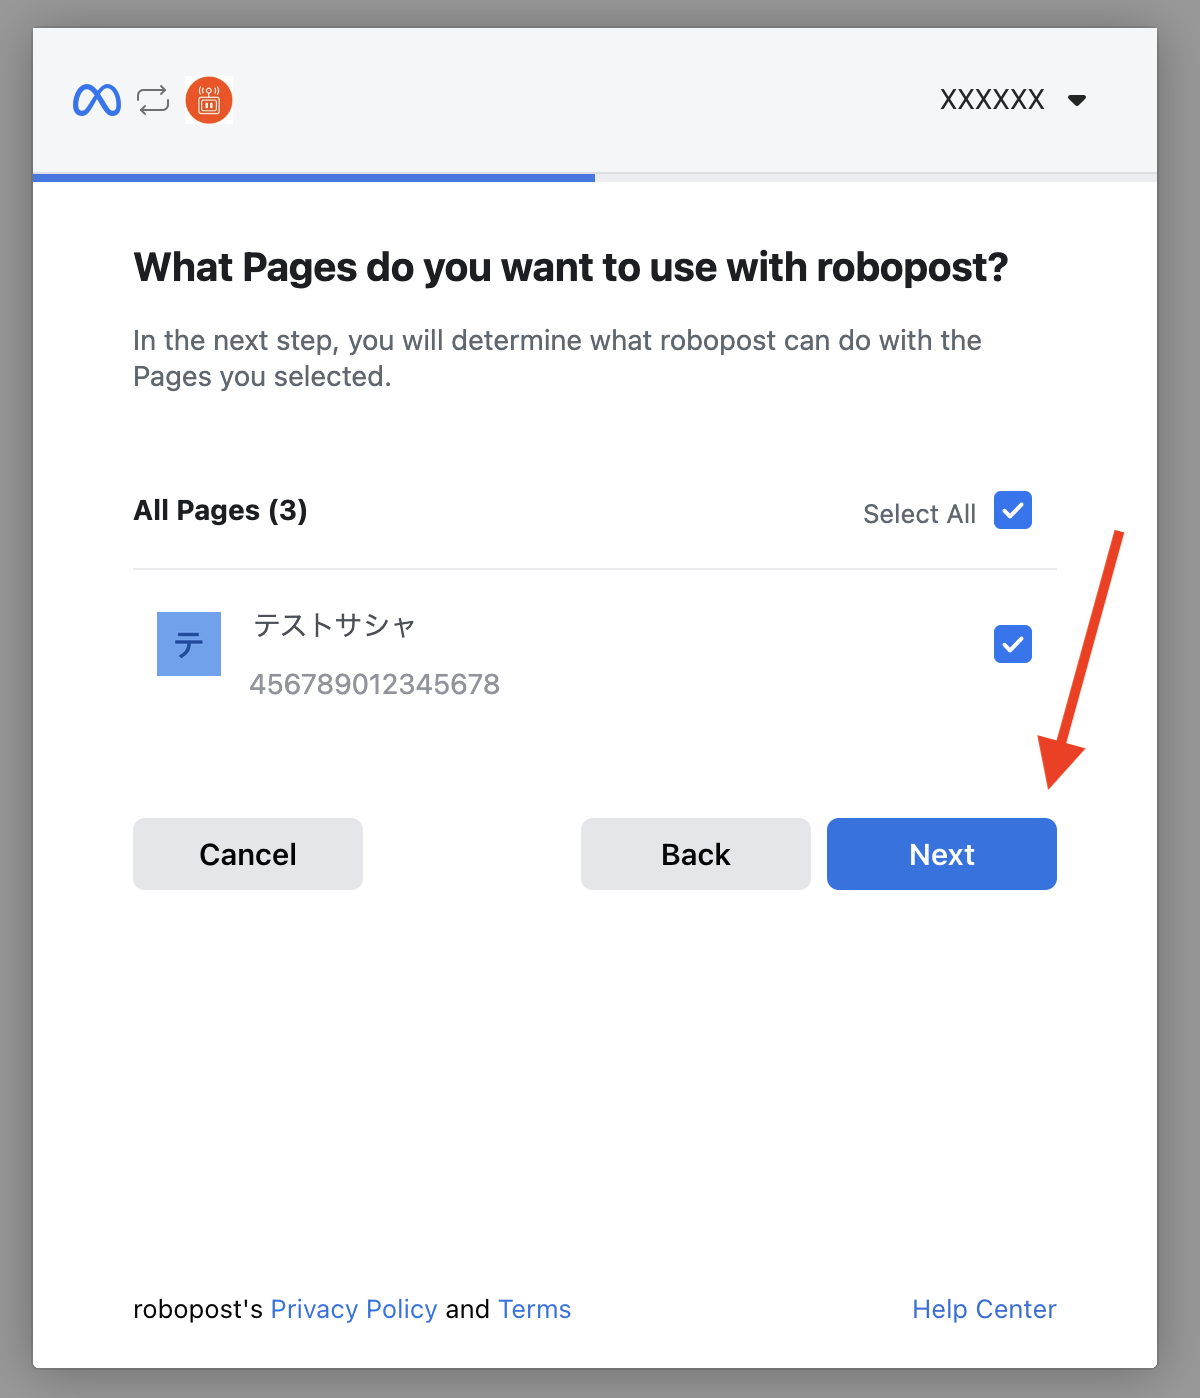 XXXXXX
What Pages do you want to use with robopost?
In the next step, you will determine what robopost can do with the
Pages you selected.
All Pages (3)
Select All
テ
テストサシャ
456789012345678
Cancel
Back
Next
robopost's Privacy Policy and Terms
Help Center